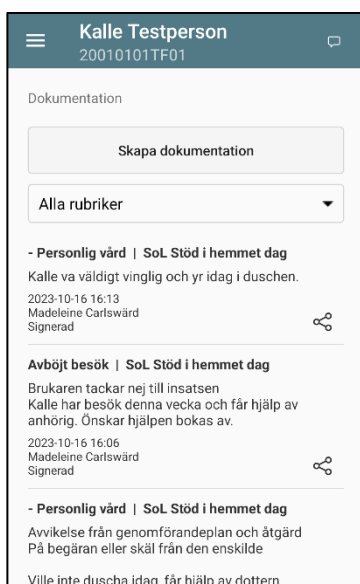 Kalle Testperson
20010101TF01
Dokumentation
Skapa dokumentation
Alla rubriker
- Personlig vård | SoL Stöd i hemmet dag
Kalle va väldigt vinglig och yr idag i duschen.
2023-10-16 16:13
Madeleine Carlswärd
Signerad
Avböjt besök | SoL Stöd i hemmet dag
Brukaren tackar nej till insatsen
Kalle har besök denna vecka och får hjälp av
anhörig. Önskar hjälpen bokas av.
2023-10-16 16:06
Madeleine Carlswärd
Signerad
- Personlig vård | SoL Stöd i hemmet dag
Avvikelse från genomförandeplan och åtgärd
På begäran eller skäl från den enskilde
Ville inte duscha idag, får hjälp av dottern